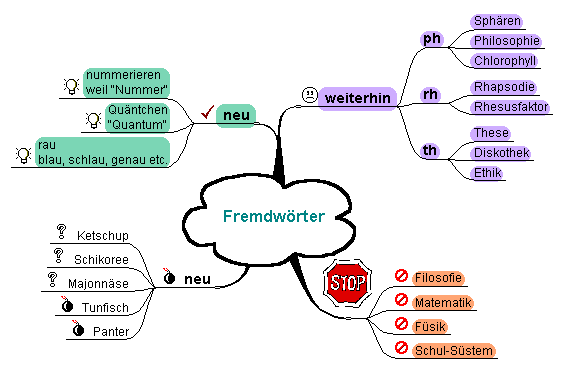 Fremdwörter
neu
nummerieren
weil "Nummer"
Quäntchen
"Quantum"
rau
blau, schlau, genau etc.
weiterhin
ph
Sphären
Philosophie
Chlorophyll
rh
Rhapsodie
Rhesusfaktor
th
These
Diskothek
Ethik
neu
Ketschup
Schikoree
Majonnäse
Tunfisch
Panter
STOP
Filosofie
Matematik
Füsik
Schul-Süstem